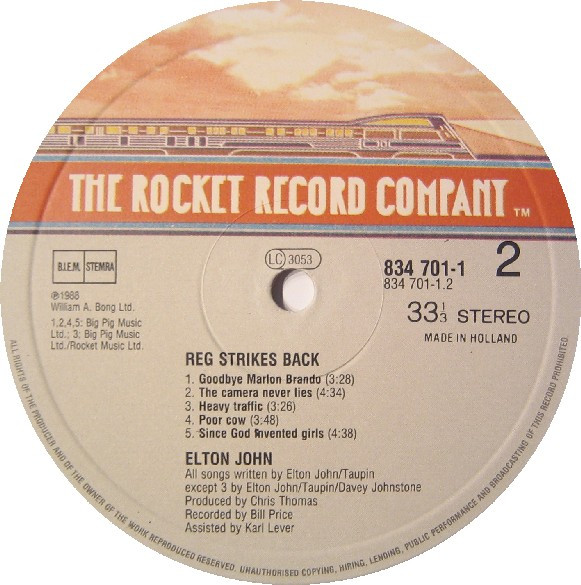 THE ROCKET RECORD COMPANY ™
B.I.E.M. STEMRA
LC 3053
834 701-1 2
834 701-1.2
℗1988
William A. Bong Ltd.
1,2,4,5: Big Pig Music
Ltd.; 3; Big Pig Music
Ltd./Rocket Music Ltd.
33 1/3 STEREO
MADE IN HOLLAND
REG STRIKES BACK
1. Goodbye Marlon Brando (3:28)
2. The camera never lies (4:34)
3. Heavy traffic (3:26)
4. Poor cow (3:48)
5. Since God invented girls (4:38)
ELTON JOHN
All songs written by Elton John/Taupin
except 3 by Elton John/Taupin/Davey Johnstone
Produced by Chris Thomas
Recorded by Bill Price
Assisted by Karl Lever
ALL RIGHTS OF THE PRODUCER AND OF THE OWNER OF THE WORK REPRODUCED RESERVED. UNAUTHORISED COPYING, HIRING, LENDING, PUBLIC PERFORMANCE AND BROADCASTING OF THIS RECORD PROHIBITED